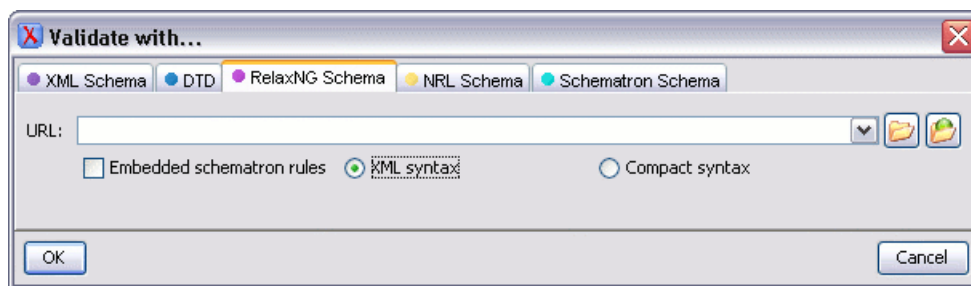 Validate with...
XML Schema DTD RelaxNG Schema NRL Schema Schematron Schema
URL:
Embedded schematron rules XML syntax Compact syntax
OK Cancel